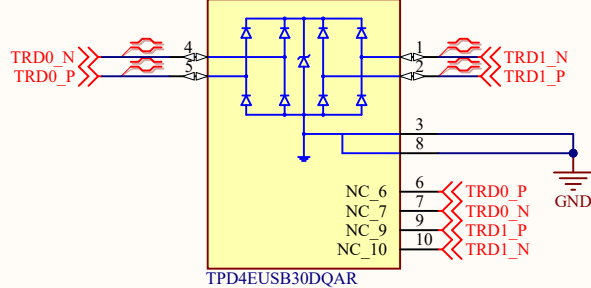 TRD0_N 4 1 TRD1_N
TRD0_P 5 2 TRD1_P
3
8
NC_6 6 TRD0_P
NC_7 7 TRD0_N
NC_9 9 TRD1_P
NC_10 10 TRD1_N
GND
TPD4EUSB30DQAR